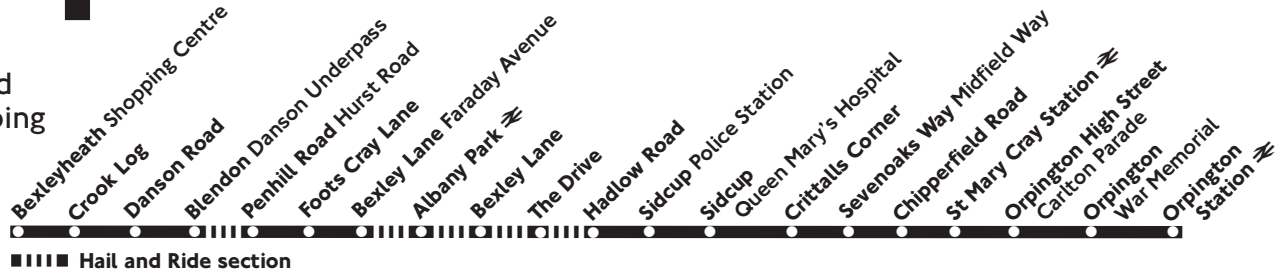 d
ping
Bexleyheath Shopping Centre
Crook Log
Danson Road
Blendon Danson Underpass
Penhill Road Hurst Road
Foots Cray Lane
Bexley Lane Faraday Avenue
Albany Park
Bexley Lane
The Drive
Hadlow Road
Sidcup Police Station
Sidcup
Queen Mary's Hospital
Crittalls Corner
Sevenoaks Way Midfield Way
Chipperfield Road
St Mary Cray Station
Orpington High Street
Carlton Parade
Orpington
War Memorial
Orpington
Station
Hail and Ride section